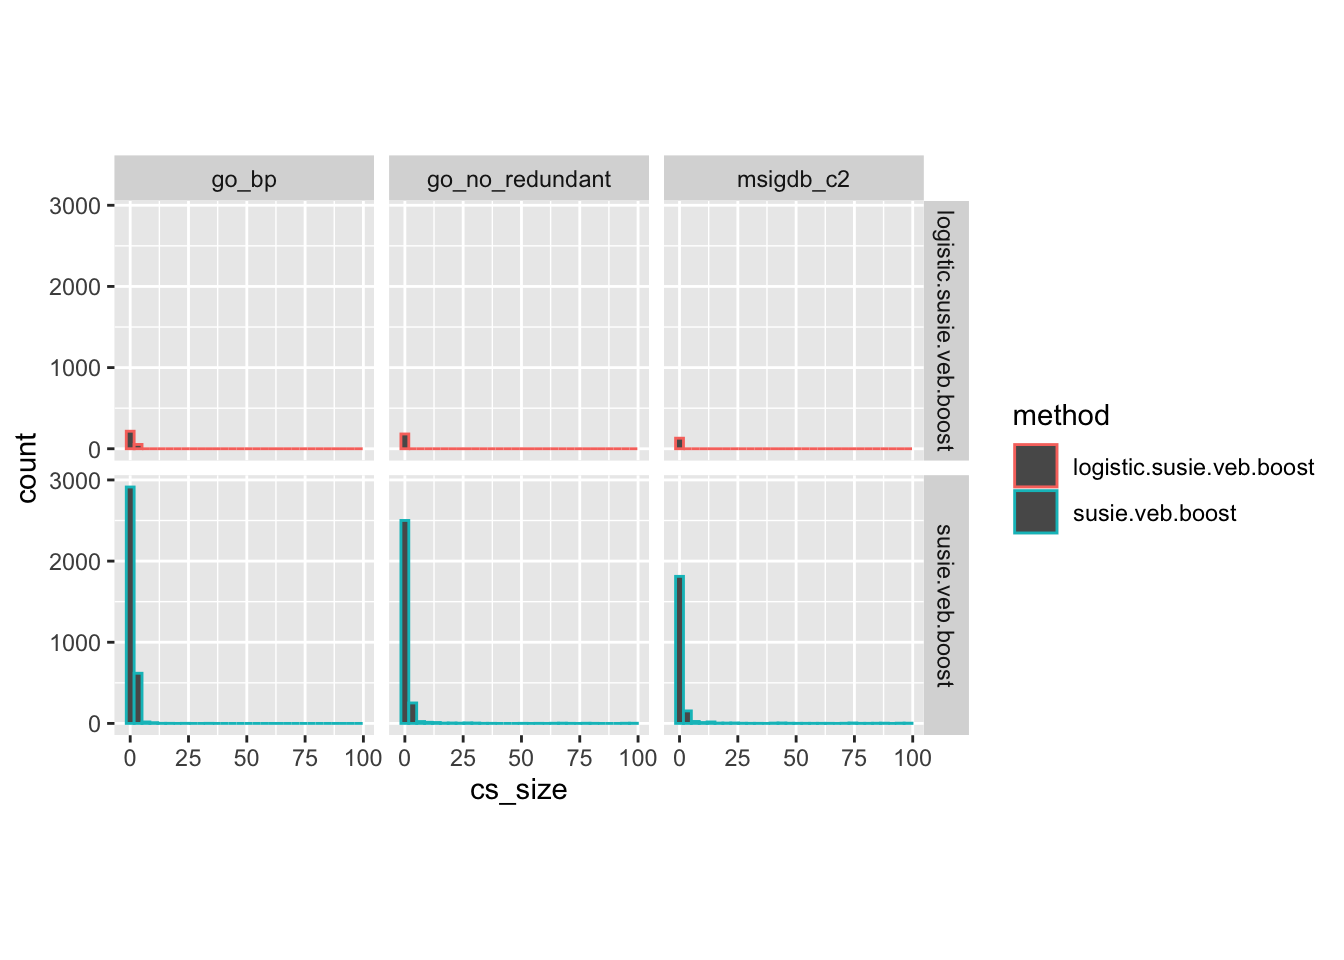 go_bp
go_no_redundant
msigdb_c2
3000
2000
1000
0
logistic.susie.veb.boost
3000
2000
1000
0
susie.veb.boost
count
0 25 50 75 100
0 25 50 75 100
0 25 50 75 100
cs_size
method
logistic.susie.veb.boost
susie.veb.boost